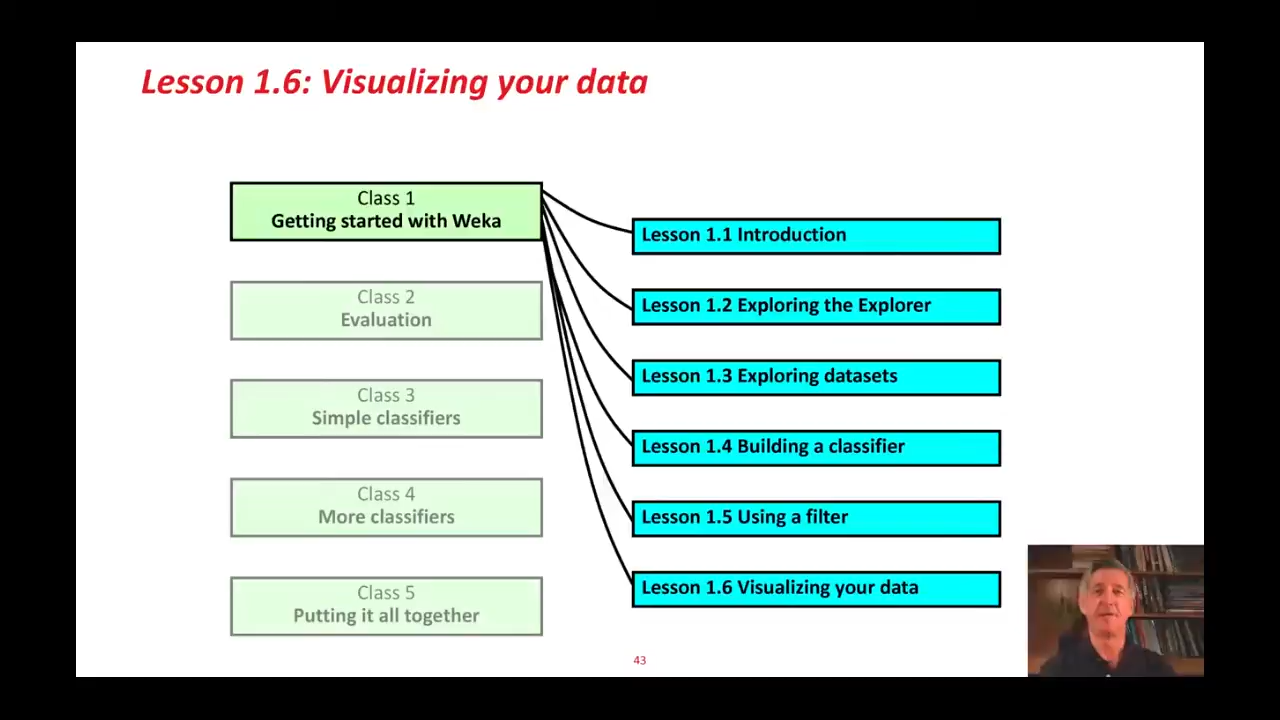 Lesson 1.6: Visualizing your data
Class 1
Getting started with Weka
Class 2
Evaluation
Class 3
Simple classifiers
Class 4
More classifiers
Class 5
Putting it all together
Lesson 1.1 Introduction
Lesson 1.2 Exploring the Explorer
Lesson 1.3 Exploring datasets
Lesson 1.4 Building a classifier
Lesson 1.5 Using a filter
Lesson 1.6 Visualizing your data
43